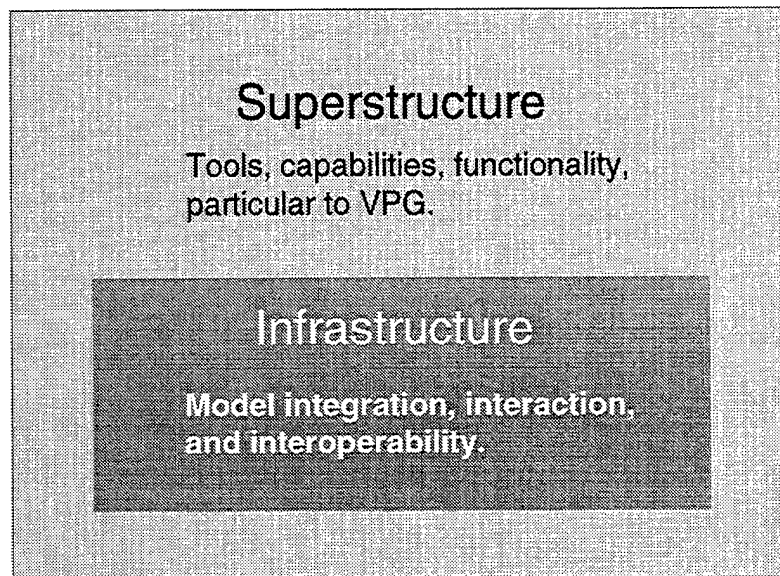 Superstructure
Tools, capabilities, functionality,
particular to VPG.
Infrastructure
Model integration, interaction,
and interoperability.